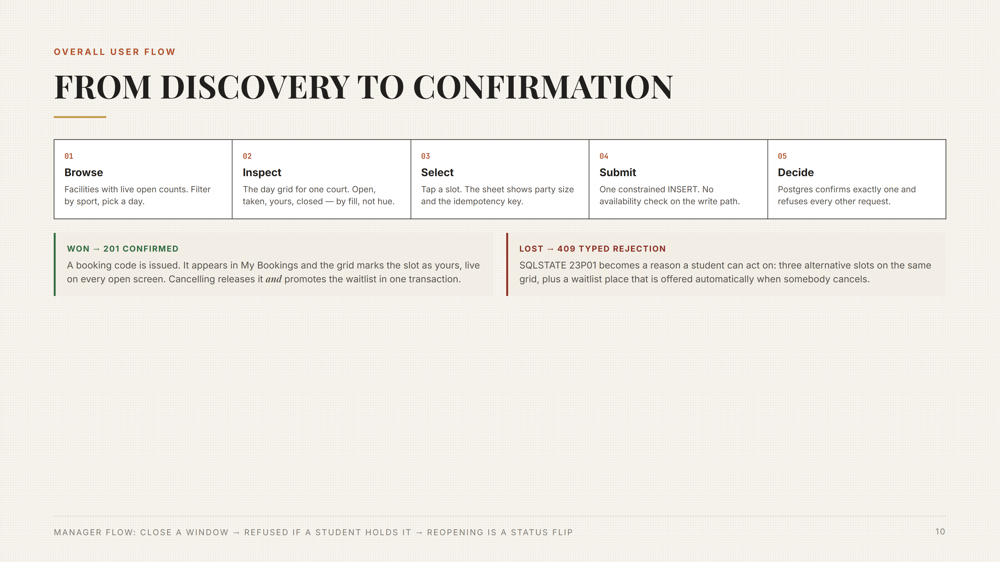 OVERALL USER FLOW
FROM DISCOVERY TO CONFIRMATION
01
Browse
Facilities with live open counts. Filter
by sport, pick a day.
02
Inspect
The day grid for one court. Open,
taken, yours, closed — by fill, not hue.
03
Select
Tap a slot. The sheet shows party size
and the idempotency key.
04
Submit
One constrained INSERT. No
availability check on the write path.
05
Decide
Postgres confirms exactly one and
refuses every other request.
WON → 201 CONFIRMED
A booking code is issued. It appears in My Bookings and the grid marks the slot as yours, live
on every open screen. Cancelling releases it and promotes the waitlist in one transaction.
LOST → 409 TYPED REJECTION
SQLSTATE 23P01 becomes a reason a student can act on: three alternative slots on the same
grid, plus a waitlist place that is offered automatically when somebody cancels.
MANAGER FLOW: CLOSE A WINDOW → REFUSED IF A STUDENT HOLDS IT → REOPENING IS A STATUS FLIP
10